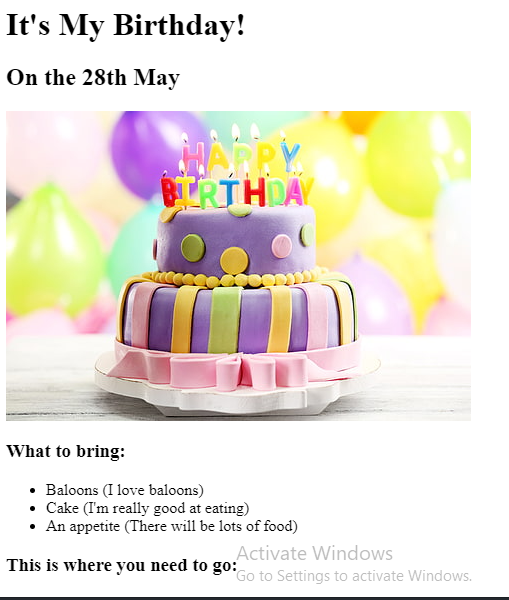 It's My Birthday!
On the 28th May
HAPPY
BIRTHDAY
What to bring:
Baloons (I love baloons)
Cake (I'm really good at eating)
An appetite (There will be lots of food)
This is where you need to go:
Activate Windows
Go to Settings to activate Windows.